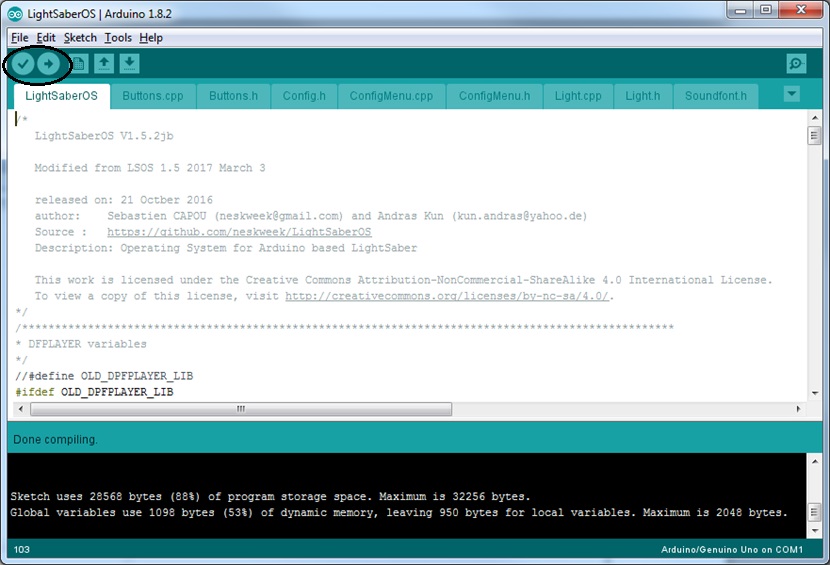 LightSaberOS | Arduino 1.8.2
File Edit Sketch Tools Help
LightSaberOS Buttons.cpp Buttons.h Config.h ConfigMenu.cpp ConfigMenu.h Light.cpp Light.h Soundfont.h
/*
LightSaberOS V1.5.2jb
Modified from LSOS 1.5 2017 March 3
released on: 21 Octber 2016
author: Sebastien CAPOU (neskweek@gmail.com) and Andras Kun (kun.andras@yahoo.de)
Source : https://github.com/neskweek/LightSaberOS
Description: Operating System for Arduino based LightSaber
This work is licensed under the Creative Commons Attribution-NonCommercial-ShareAlike 4.0 International License.
To view a copy of this license, visit http://creativecommons.org/licenses/by-nc-sa/4.0/.
*/
/****************************************************************************************************
* DFPLAYER variables
*/
//#define OLD_DPFPLAYER_LIB
#ifdef OLD_DPFPLAYER_LIB
Done compiling.
Sketch uses 28568 bytes (88%) of program storage space. Maximum is 32256 bytes.
Global variables use 1098 bytes (53%) of dynamic memory, leaving 950 bytes for local variables. Maximum is 2048 bytes.
103 Arduino/Genuino Uno on COM1